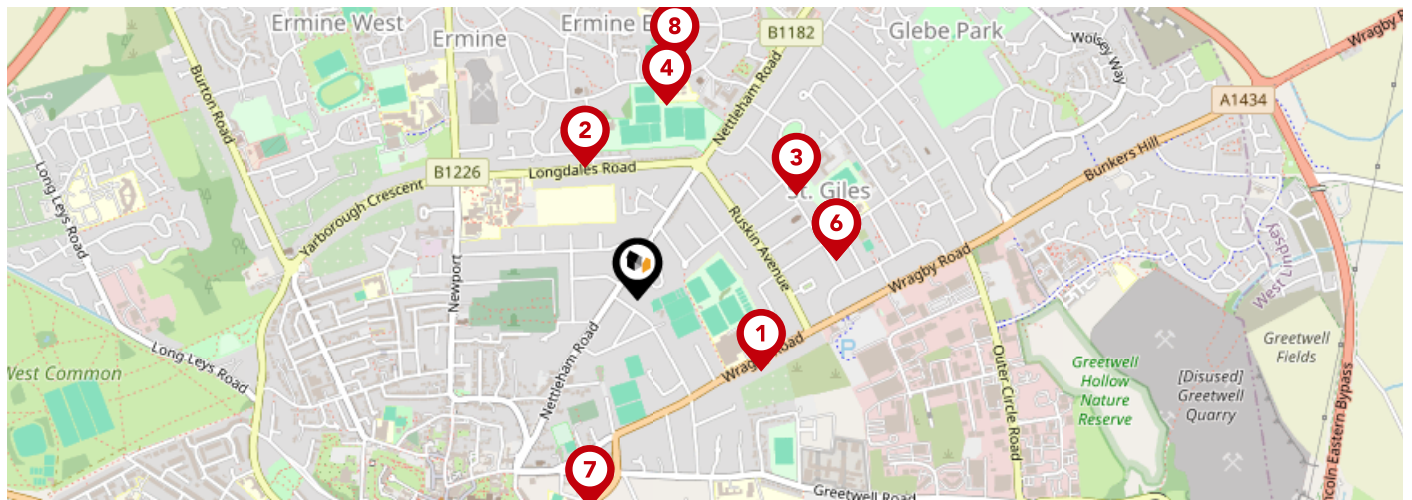 Ermine West
Ermine
Ermine E
8
B1182
Glebe Park
Wolsey
Way
Wragby R
Burton Road
4
Nettleham Road
A1434
2
3
Long Leys Road
B1226
Longdales Road
St. Giles
Bunkers Hill
Yarborough Crescent
Ruskin Avenue
6
Wragby Road
West Lindsey
Newport
1
Wragby Road
P
Greetwell
Fields
Long Leys Road
Nettleham Road
Outer Circle Road
Greetwell
Hollow
Nature
Reserve
[Disused]
Greetwell
Quarry
West Common
7
Greetwell Road
ncoln Eastern Bypass